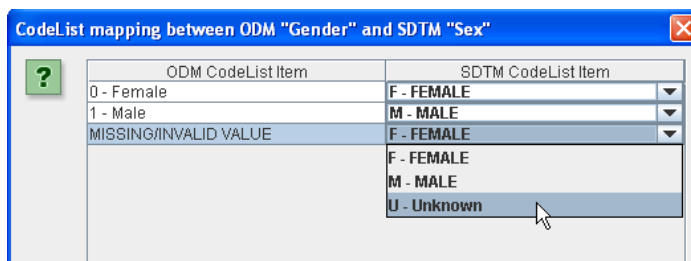 CodeList mapping between ODM "Gender" and SDTM "Sex"
? ODM CodeList Item SDTM CodeList Item
0 - Female F - FEMALE
1 - Male M - MALE
MISSING/INVALID VALUE F - FEMALE
F - FEMALE
M - MALE
U - Unknown